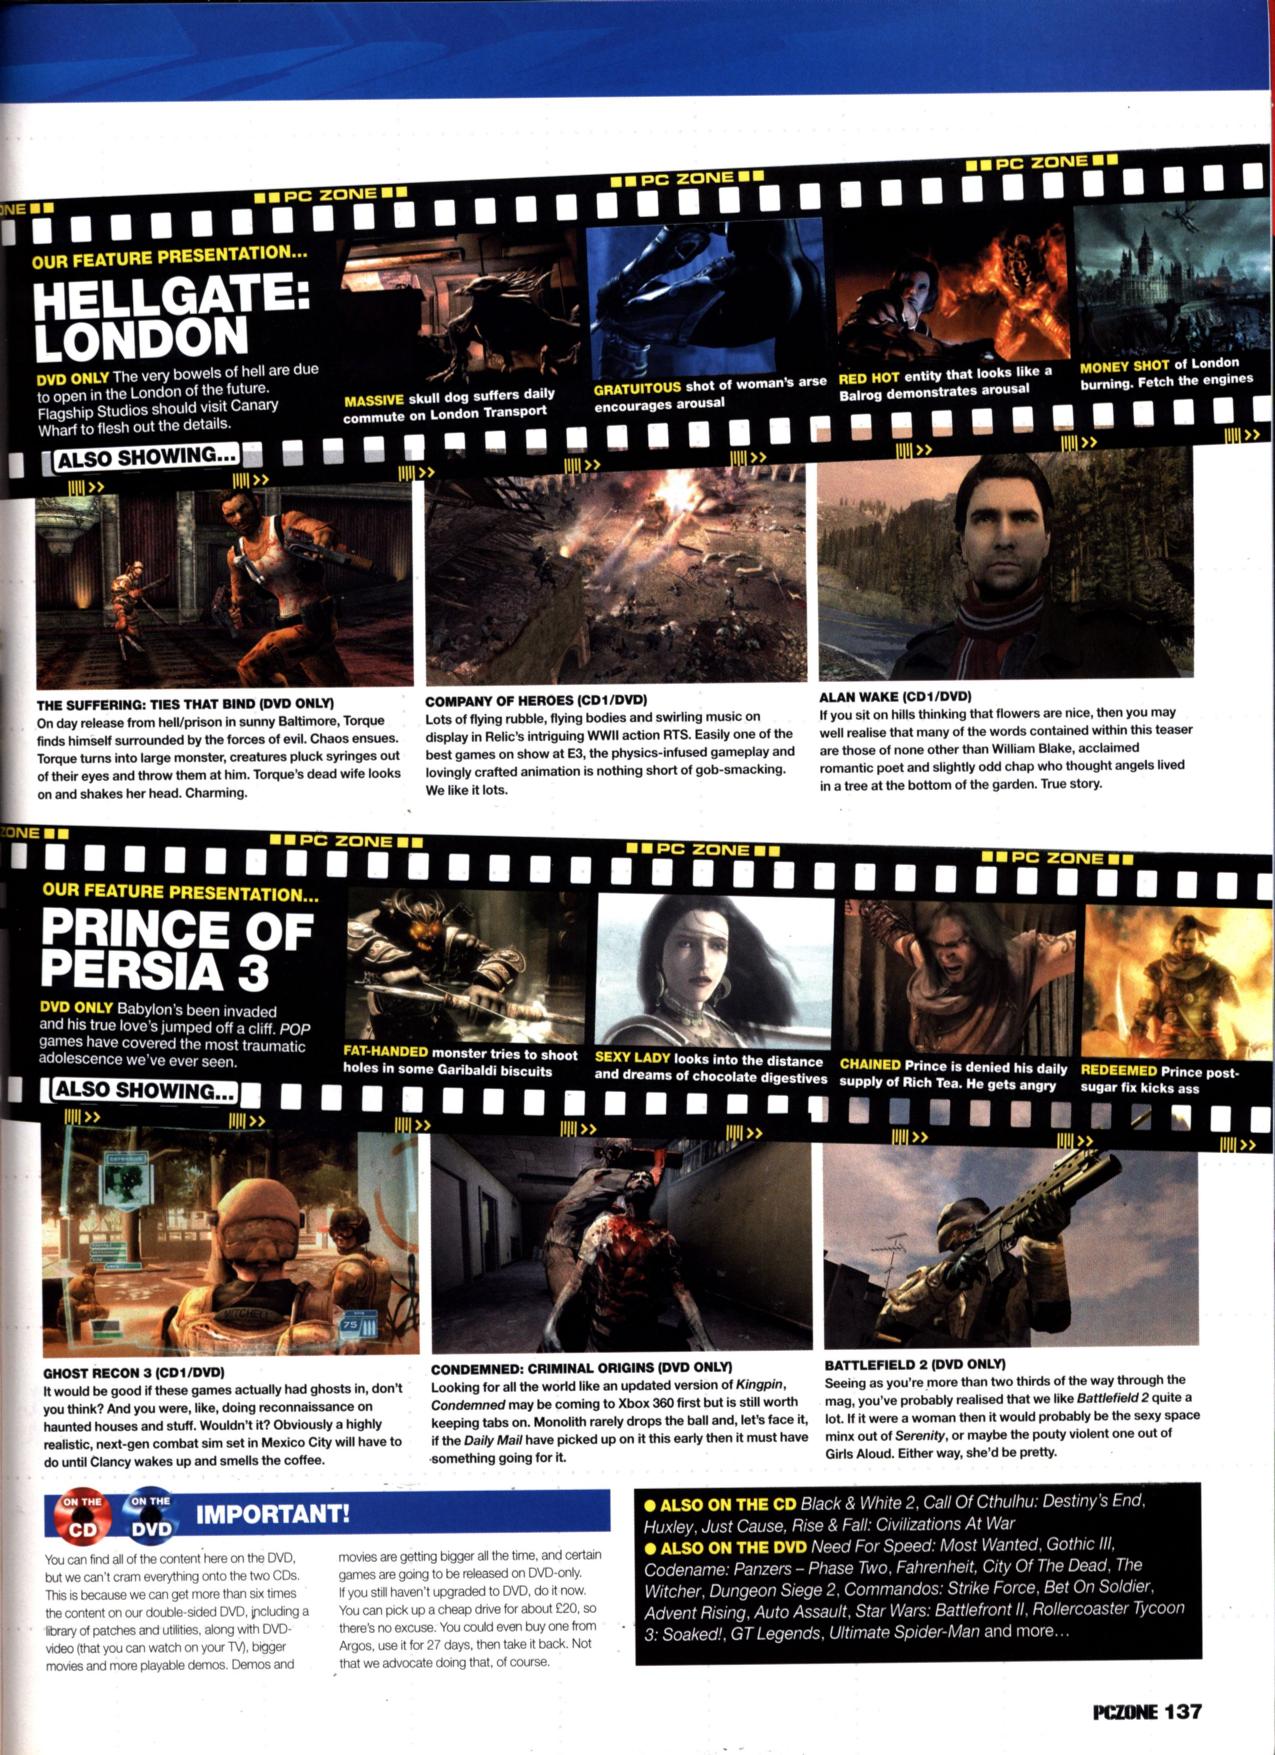 ONE
PC ZONE
PC ZONE
PC ZONE
OUR FEATURE PRESENTATION...
HELLGATE:
LONDON
DVD ONLY The very bowels of hell are due
to open in the London of the future.
Flagship Studios should visit Canary
Wharf to flesh out the details.
MASSIVE skull dog suffers daily
commute on London Transport
GRATUITOUS shot of woman's arse
encourages arousal
RED HOT entity that looks like a
Balrog demonstrates arousal
MONEY SHOT of London
burning. Fetch the engines
ALSO SHOWING...
THE SUFFERING: TIES THAT BIND (DVD ONLY)
On day release from hell/prison in sunny Baltimore, Torque
finds himself surrounded by the forces of evil. Chaos ensues.
Torque turns into large monster, creatures pluck syringes out
of their eyes and throw them at him. Torque's dead wife looks
on and shakes her head. Charming.
COMPANY OF HEROES (CD1/DVD)
Lots of flying rubble, flying bodies and swirling music on
display in Relic's intriguing WWII action RTS. Easily one of the
best games on show at E3, the physics-infused gameplay and
lovingly crafted animation is nothing short of gob-smacking.
We like it lots.
ALAN WAKE (CD1/DVD)
If you sit on hills thinking that flowers are nice, then you may
well realise that many of the words contained within this teaser
are those of none other than William Blake, acclaimed
romantic poet and slightly odd chap who thought angels lived
in a tree at the bottom of the garden. True story.
ZONE
PC ZONE
PC ZONE
PC ZONE
OUR FEATURE PRESENTATION...
PRINCE OF
PERSIA 3
DVD ONLY Babylon's been invaded
and his true love's jumped off a cliff. POP
games have covered the most traumatic
adolescence we've ever seen.
FAT-HANDED monster tries to shoot
holes in some Garibaldi biscuits
SEXY LADY looks into the distance
and dreams of chocolate digestives
CHAINED Prince is denied his daily
supply of Rich Tea. He gets angry
REDEEMED Prince post-
sugar fix kicks ass
ALSO SHOWING...
MITCHELL
75
GHOST RECON 3 (CD1/DVD)
It would be good if these games actually had ghosts in, don't
you think? And you were, like, doing reconnaissance on
haunted houses and stuff. Wouldn't it? Obviously a highly
realistic, next-gen combat sim set in Mexico City will have to
do until Clancy wakes up and smells the coffee.
CONDEMNED: CRIMINAL ORIGINS (DVD ONLY)
Looking for all the world like an updated version of Kingpin,
Condemned may be coming to Xbox 360 first but is still worth
keeping tabs on. Monolith rarely drops the ball and, let's face it,
if the Daily Mail have picked up on it this early then it must have
something going for it.
BATTLEFIELD 2 (DVD ONLY)
Seeing as you're more than two thirds of the way through the
mag, you've probably realised that we like Battlefield 2 quite a
lot. If it were a woman then it would probably be the sexy space
minx out of Serenity, or maybe the pouty violent one out of
Girls Aloud. Either way, she'd be pretty.
ON THE
CD
ON THE
DVD
IMPORTANT!
You can find all of the content here on the DVD,
but we can't cram everything onto the two CDs.
This is because we can get more than six times
the content on our double-sided DVD, including a
library of patches and utilities, along with DVD-
video (that you can watch on your TV), bigger
movies and more playable demos. Demos and
movies are getting bigger all the time, and certain
games are going to be released on DVD-only.
If you still haven't upgraded to DVD, do it now.
You can pick up a cheap drive for about £20, so
there's no excuse. You could even buy one from
Argos, use it for 27 days, then take it back. Not
that we advocate doing that, of course.
ALSO ON THE CD Black & White 2, Call Of Cthulhu: Destiny's End,
Huxley, Just Cause, Rise & Fall: Civilizations At War
ALSO ON THE DVD Need For Speed: Most Wanted, Gothic III,
Codename: Panzers – Phase Two, Fahrenheit, City Of The Dead, The
Witcher, Dungeon Siege 2, Commandos: Strike Force, Bet On Soldier,
Advent Rising, Auto Assault, Star Wars: Battlefront II, Rollercoaster Tycoon
3: Soaked!, GT Legends, Ultimate Spider-Man and more...
PCZONE 137